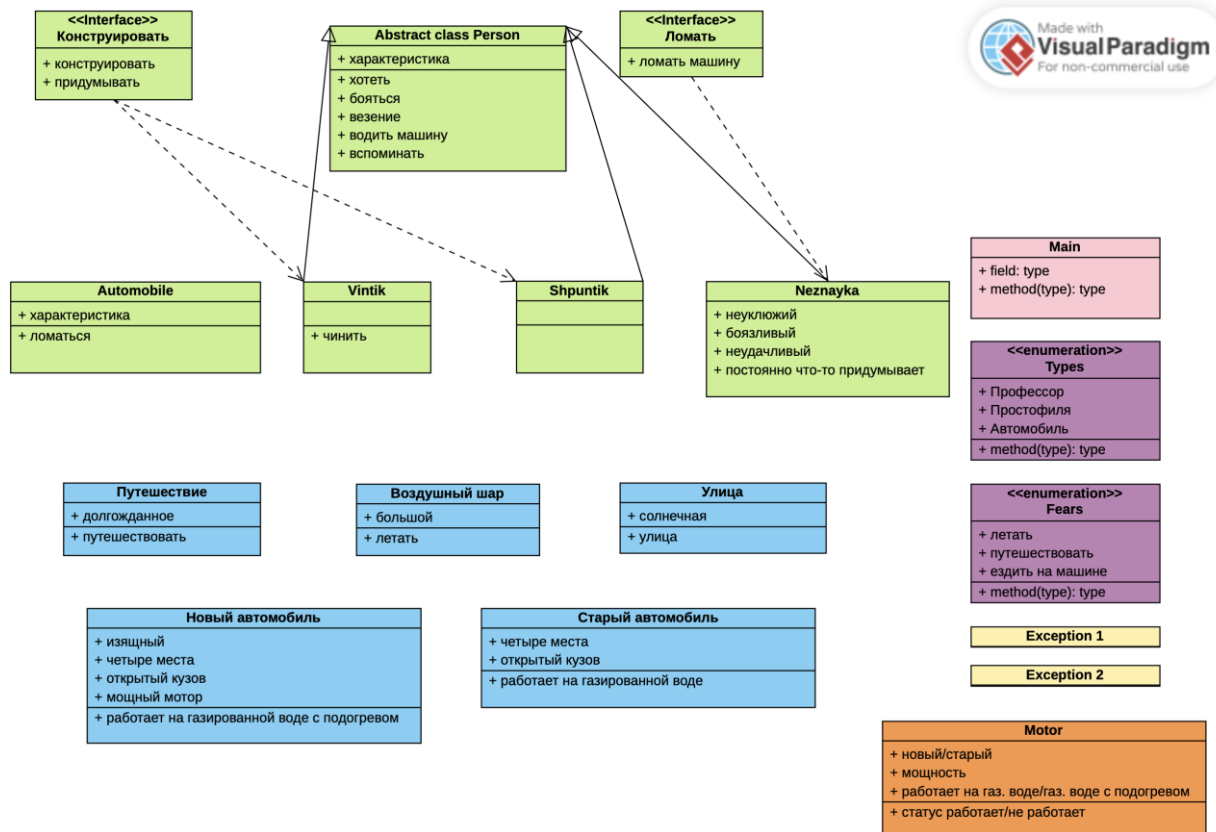 <<Interface>>
Конструировать
+ конструировать
+ придумывать
Abstract class Person
+ характеристика
+ хотеть
+ бояться
+ везение
+ водить машину
+ вспоминать
<<Interface>>
Ломать
+ ломать машину
Made with
Visual Paradigm
For non-commercial use
Automobile
+ характеристика
+ ломаться
Vintik
+ чинить
Shpuntik
Neznayka
+ неуклюжий
+ боязливый
+ неудачливый
+ постоянно что-то придумывает
Main
+ field: type
+ method(type): type
<<enumeration>>
Types
+ Профессор
+ Простофиля
+ Автомобиль
+ method(type): type
Путешествие
+ долгожданное
+ путешествовать
Воздушный шар
+ большой
+ летать
Улица
+ солнечная
+ улица
<<enumeration>>
Fears
+ летать
+ путешествовать
+ ездить на машине
+ method(type): type
Новый автомобиль
+ изящный
+ четыре места
+ открытый кузов
+ мощный мотор
+ работает на газированной воде с подогревом
Старый автомобиль
+ четыре места
+ открытый кузов
+ работает на газированной воде
Exception 1
Exception 2
Motor
+ новый/старый
+ мощность
+ работает на газ. воде/газ. воде с подогревом
+ статус работает/не работает